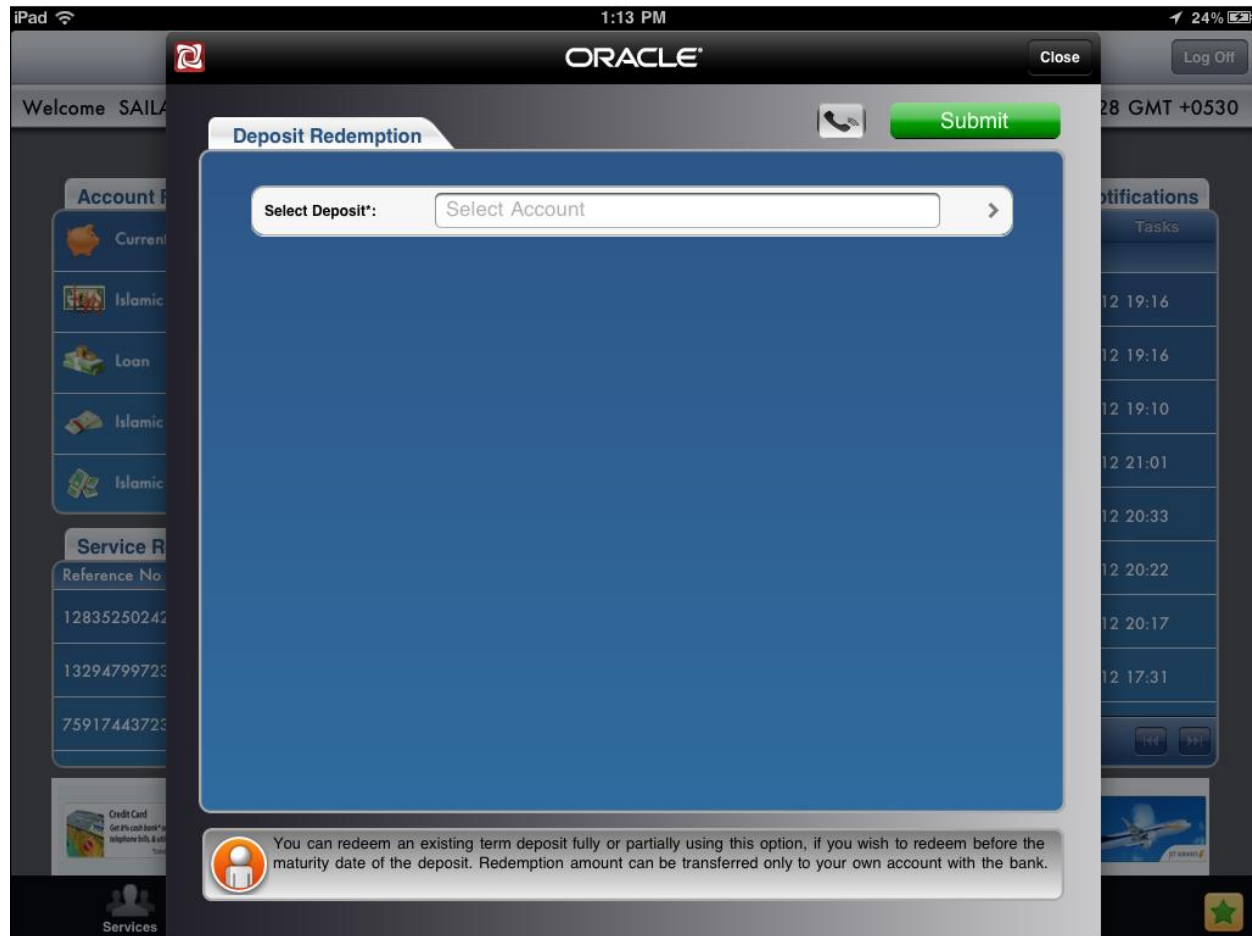 iPad 1:13 PM 24%
ORACLE®
Close
Log Off
Welcome SAILA
28 GMT +0530
Deposit Redemption
Submit
Select Deposit*: Select Account
Account
Current
Islamic
Loan
Islamic
Islamic
Service R
Reference No
12835250242
13294799723
75917443723
otifications
Tasks
12 19:16
12 19:16
12 19:10
12 21:01
12 20:33
12 20:22
12 20:17
12 17:31
Credit Card
JET AIRWAYS
You can redeem an existing term deposit fully or partially using this option, if you wish to redeem before the
maturity date of the deposit. Redemption amount can be transferred only to your own account with the bank.
Services